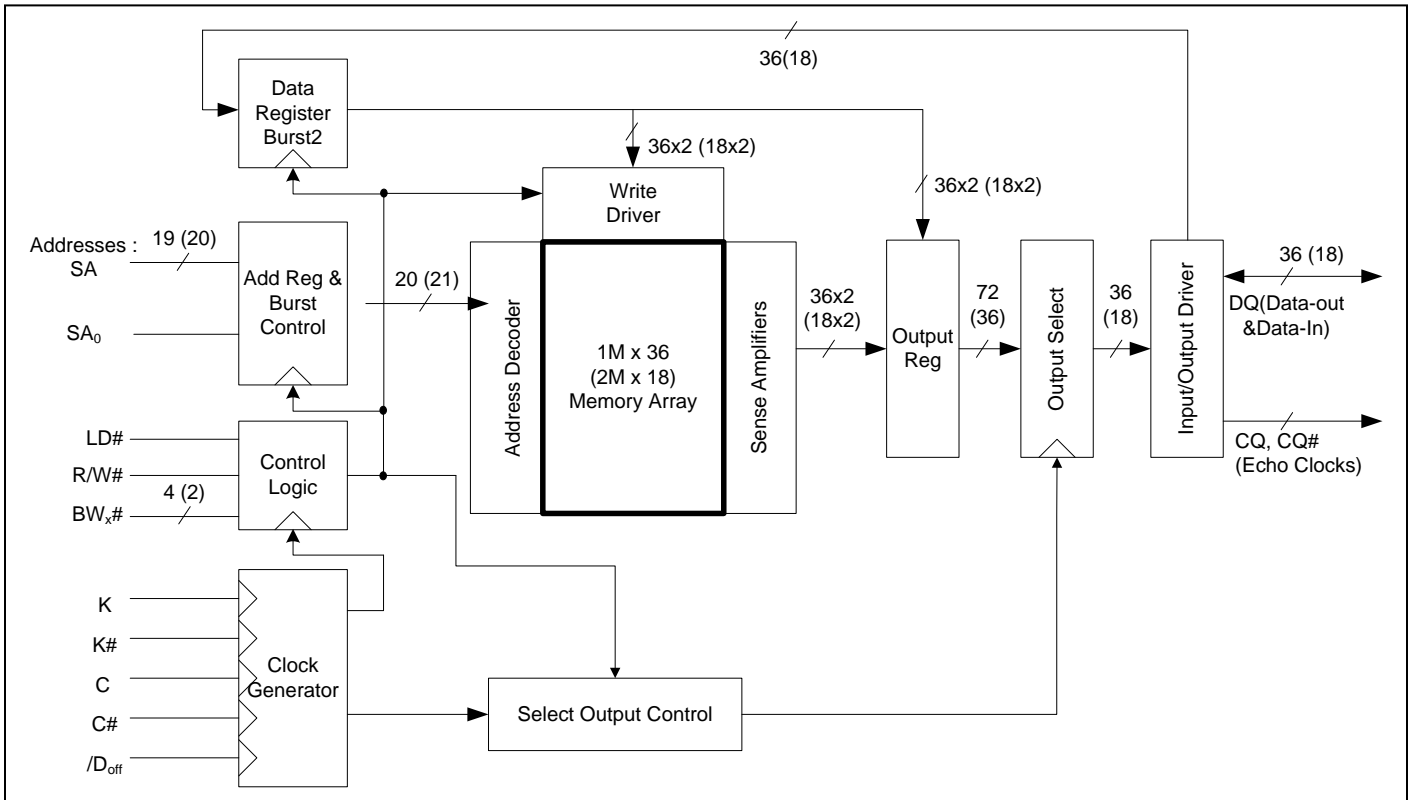 36(18)
Data
Register
Burst2
36x2 (18x2)
36x2 (18x2)
Write
Driver
Addresses :
SA
19 (20)
SA₀
Add Reg &
Burst
Control
20 (21)
Address Decoder
1M x 36
(2M x 18)
Memory Array
Sense Amplifiers
36x2
(18x2)
Output
Reg
72
(36)
Output Select
36
(18)
Input/Output Driver
36 (18)
DQ(Data-out
&Data-In)
CQ, CQ#
(Echo Clocks)
LD#
R/W#
BWₓ#
4 (2)
Control
Logic
K
K#
C
C#
/Dₒff
Clock
Generator
Select Output Control